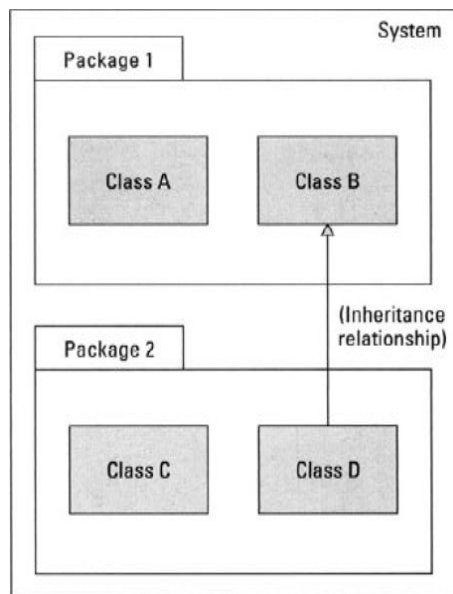 System
Package 1
Class A
Class B
(Inheritance
relationship)
Package 2
Class C
Class D